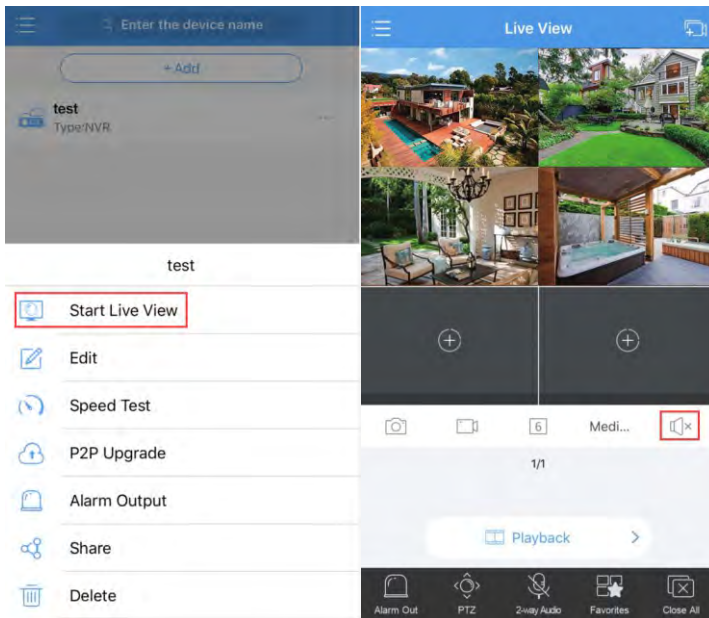 Enter the device name
+ Add
test
Type:NVR
test
Start Live View
Edit
Speed Test
P2P Upgrade
Alarm Output
Share
Delete
Live View
6
Medi...
1/1
Playback
Alarm Out
PTZ
2-way Audio
Favorites
Close All